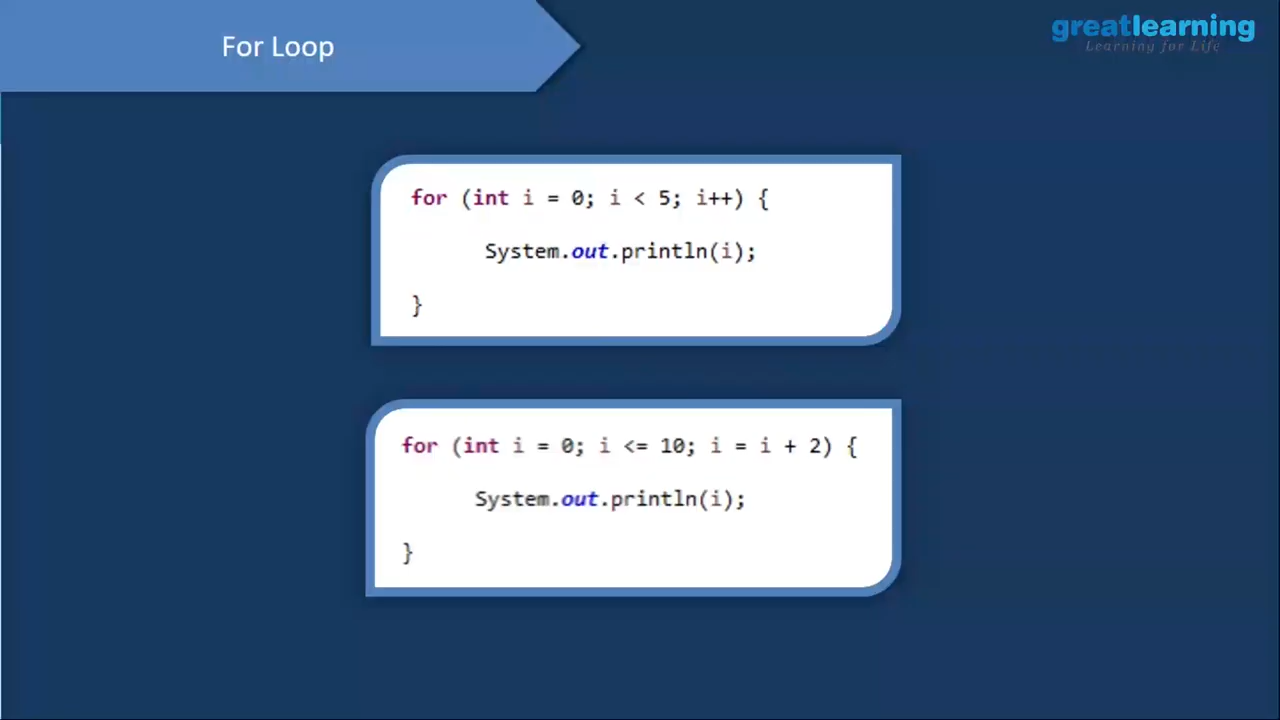 For Loop
greatlearning
Learning for Life
for (int i = 0; i < 5; i++) {
System.out.println(i);
}
for (int i = 0; i <= 10; i = i + 2) {
System.out.println(i);
}